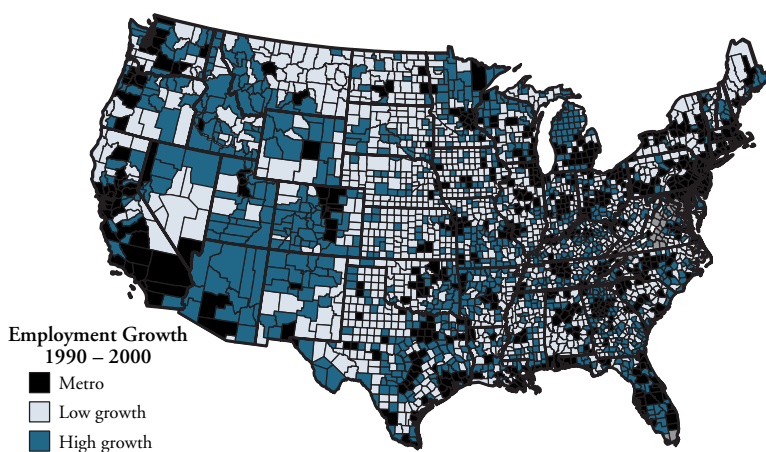 Employment Growth
1990 – 2000
Metro
Low growth
High growth